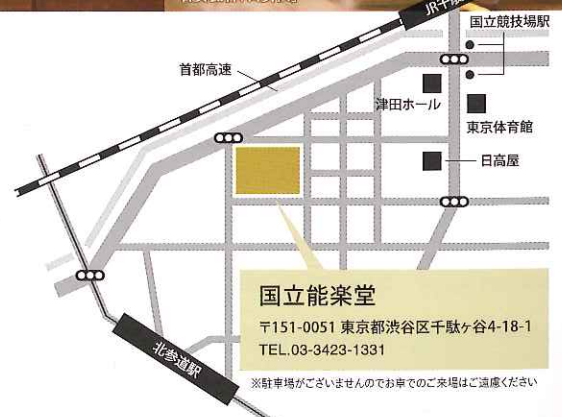 国立競技場駅
首都高速
津田ホール
東京体育館
日高屋
国立能楽堂
〒151-0051 東京都渋谷区千駄ヶ谷4-18-1
TEL.03-3423-1331
北参道駅
※駐車場がございませんのでお車でのご来場はご遠慮ください